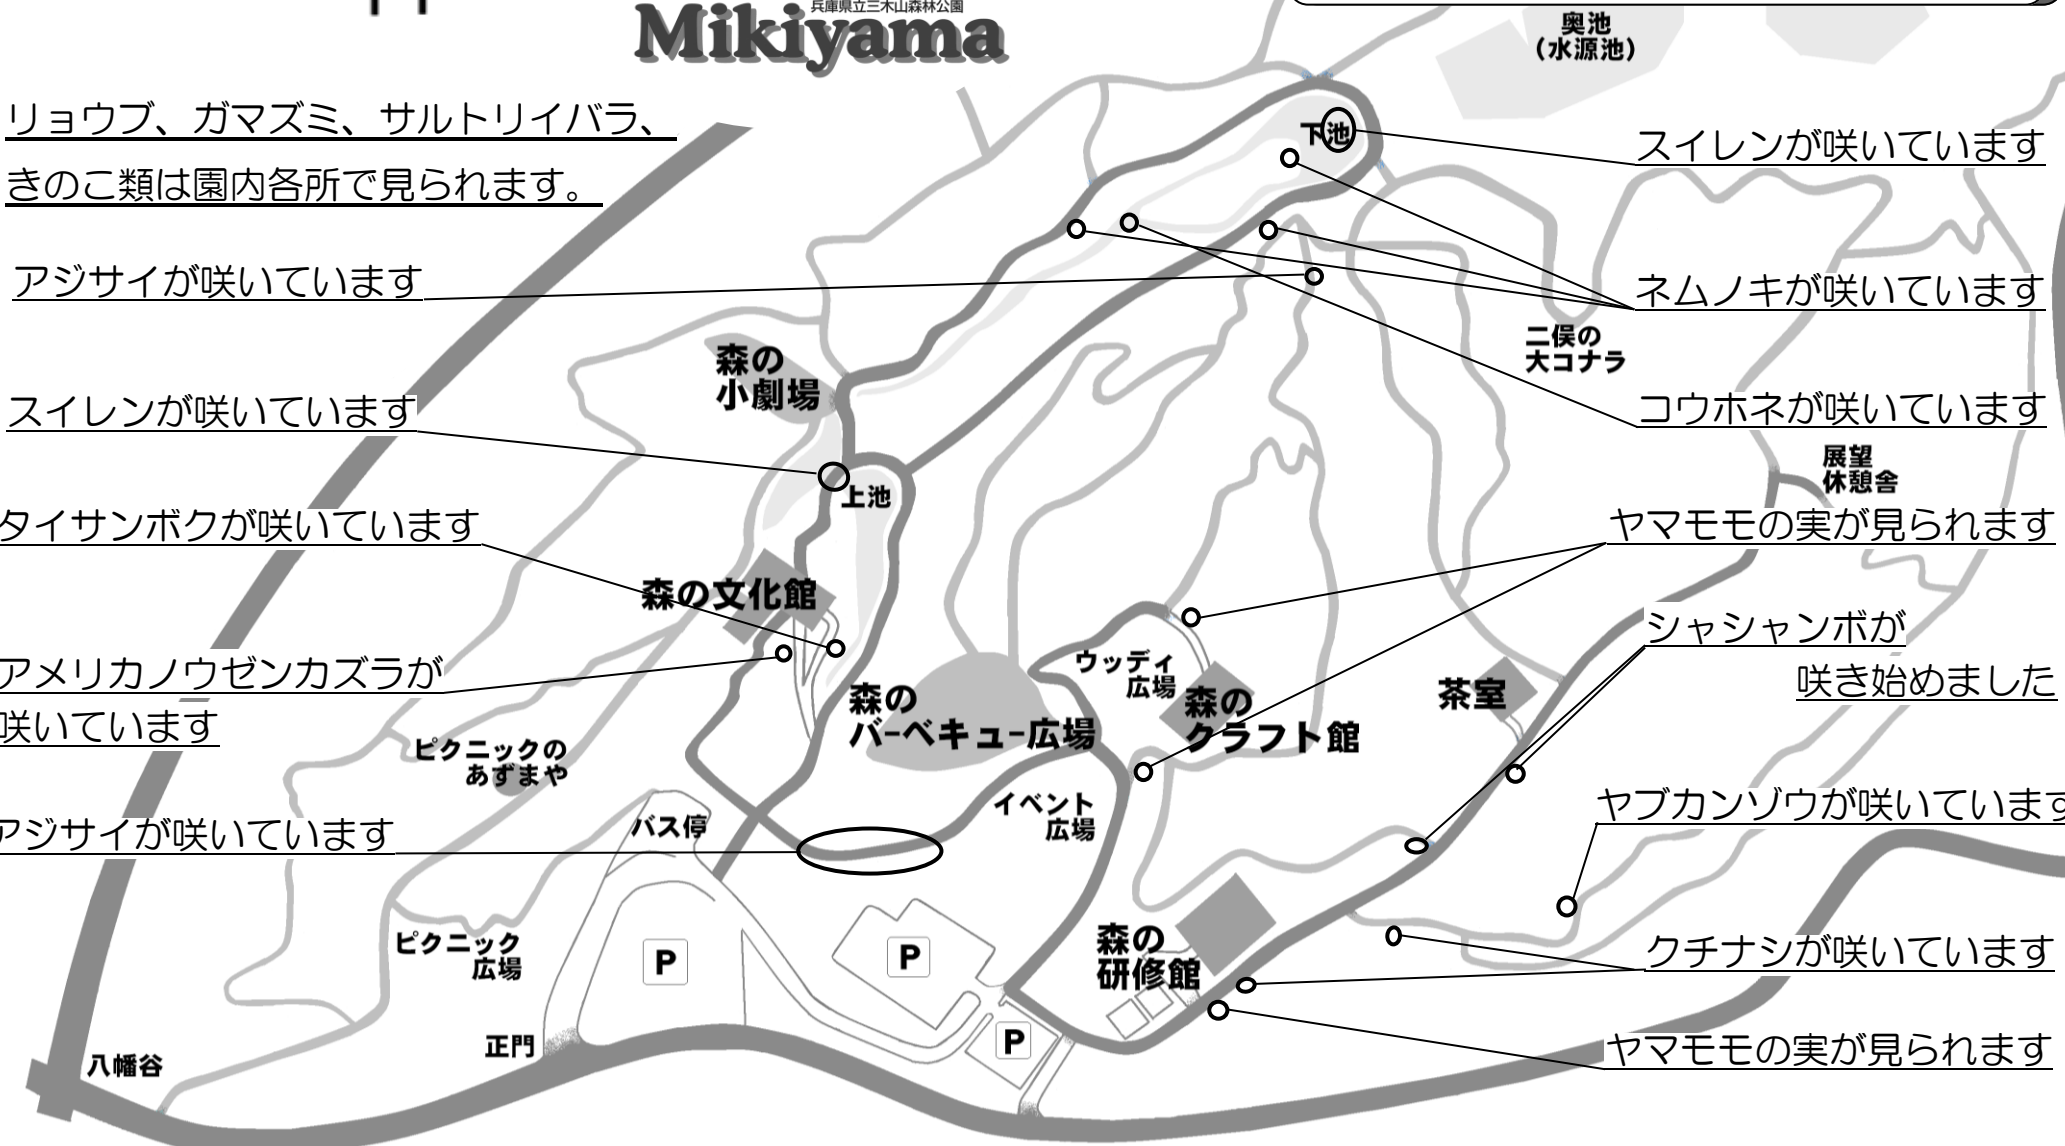 兵庫県立三木山森林公園
Mikiyama
奥池
（水源池）
リョウブ、ガマズミ、サルトリイバラ、
きのこ類は園内各所で見られます。
下池
スイレンが咲いています
アジサイが咲いています
ネムノキが咲いています
二俣の
大コナラ
森の
小劇場
スイレンが咲いています
コウホネが咲いています
上池
展望
休憩舎
タイサンボクが咲いています
ヤマモモの実が見られます
森の文化館
シャシャンボが
咲き始めました
アメリカノウゼンカズラが
咲いています
ウッディ
広場
森の
クラフト館
茶室
森の
バーベキュー広場
ピクニックの
あずまや
イベント
広場
バス停
ヤブカンゾウが咲いています
アジサイが咲いています
ピクニック
広場
P
P
森の
研修館
クチナシが咲いています
正門
P
ヤマモモの実が見られます
八幡谷